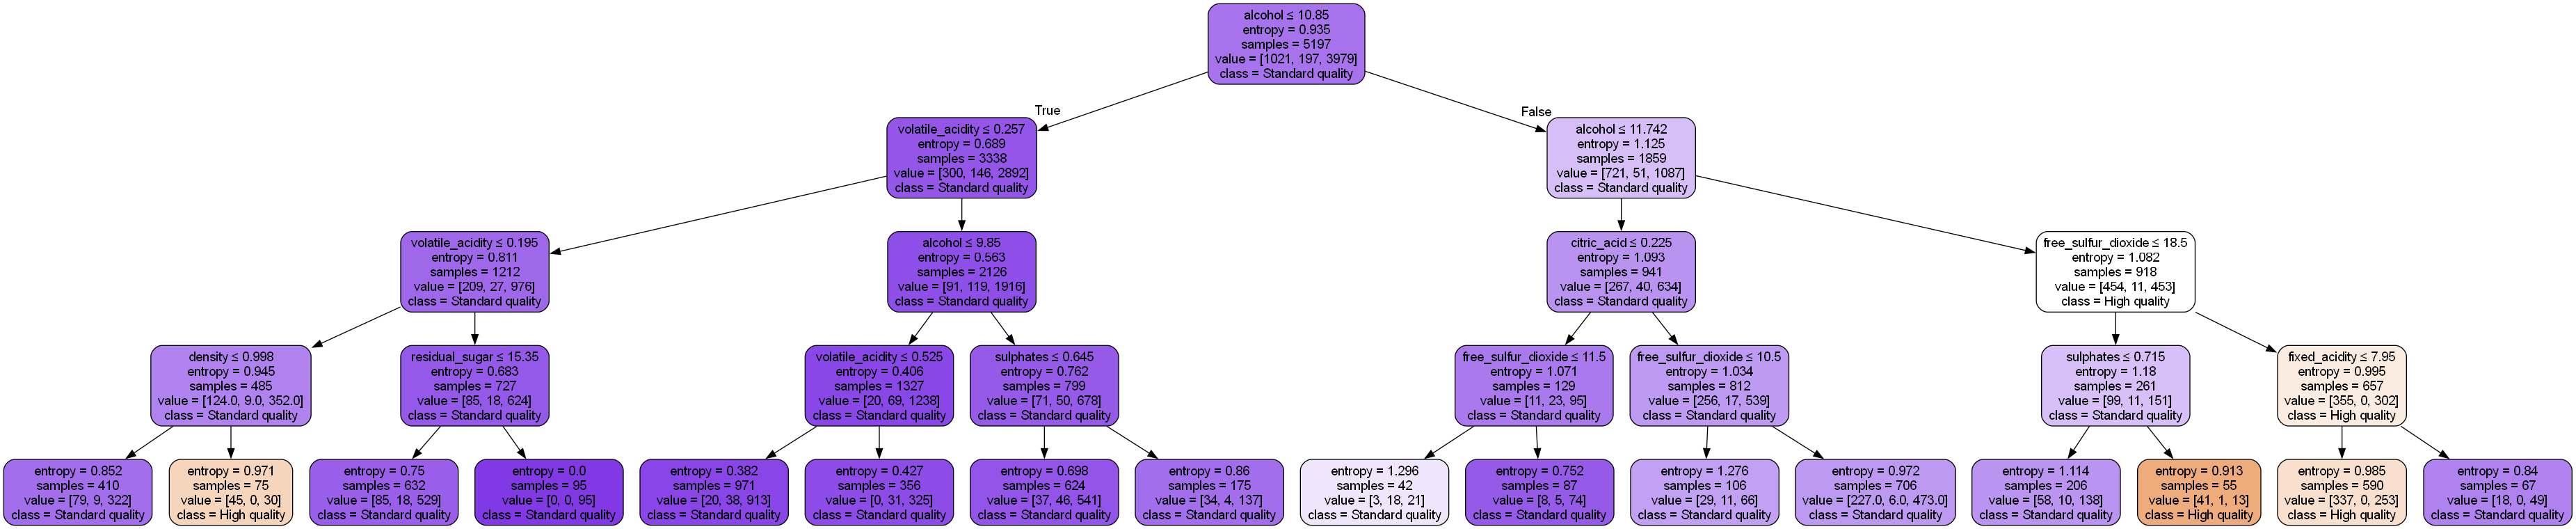 alcohol ≤ 10.85
entropy = 0.935
samples = 5197
value = [1021, 197, 3979]
class = Standard quality
True
False
volatile_acidity ≤ 0.257
entropy = 0.689
samples = 3338
value = [300, 146, 2892]
class = Standard quality
alcohol ≤ 11.742
entropy = 1.125
samples = 1859
value = [721, 51, 1087]
class = Standard quality
volatile_acidity ≤ 0.195
entropy = 0.811
samples = 1212
value = [209, 27, 976]
class = Standard quality
alcohol ≤ 9.85
entropy = 0.563
samples = 2126
value = [91, 119, 1916]
class = Standard quality
citric_acid ≤ 0.225
entropy = 1.093
samples = 941
value = [267, 40, 634]
class = Standard quality
free_sulfur_dioxide ≤ 18.5
entropy = 1.082
samples = 918
value = [454, 11, 453]
class = High quality
density ≤ 0.998
entropy = 0.945
samples = 485
value = [124.0, 9.0, 352.0]
class = Standard quality
residual_sugar ≤ 15.35
entropy = 0.683
samples = 727
value = [85, 18, 624]
class = Standard quality
volatile_acidity ≤ 0.525
entropy = 0.406
samples = 1327
value = [20, 69, 1238]
class = Standard quality
sulphates ≤ 0.645
entropy = 0.762
samples = 799
value = [71, 50, 678]
class = Standard quality
free_sulfur_dioxide ≤ 11.5
entropy = 1.071
samples = 129
value = [11, 23, 95]
class = Standard quality
free_sulfur_dioxide ≤ 10.5
entropy = 1.034
samples = 812
value = [256, 17, 539]
class = Standard quality
sulphates ≤ 0.715
entropy = 1.18
samples = 261
value = [99, 11, 151]
class = Standard quality
fixed_acidity ≤ 7.95
entropy = 0.995
samples = 657
value = [355, 0, 302]
class = High quality
entropy = 0.852
samples = 410
value = [79, 9, 322]
class = Standard quality
entropy = 0.971
samples = 75
value = [45, 0, 30]
class = High quality
entropy = 0.75
samples = 632
value = [85, 18, 529]
class = Standard quality
entropy = 0.0
samples = 95
value = [0, 0, 95]
class = Standard quality
entropy = 0.382
samples = 971
value = [20, 38, 913]
class = Standard quality
entropy = 0.427
samples = 356
value = [0, 31, 325]
class = Standard quality
entropy = 0.698
samples = 624
value = [37, 46, 541]
class = Standard quality
entropy = 0.86
samples = 175
value = [34, 4, 137]
class = Standard quality
entropy = 1.296
samples = 42
value = [3, 18, 21]
class = Standard quality
entropy = 0.752
samples = 87
value = [8, 5, 74]
class = Standard quality
entropy = 1.276
samples = 106
value = [29, 11, 66]
class = Standard quality
entropy = 0.972
samples = 706
value = [227.0, 6.0, 473.0]
class = Standard quality
entropy = 1.114
samples = 206
value = [58, 10, 138]
class = Standard quality
entropy = 0.913
samples = 55
value = [41, 1, 13]
class = High quality
entropy = 0.985
samples = 590
value = [337, 0, 253]
class = High quality
entropy = 0.84
samples = 67
value = [18, 0, 49]
class = Standard quality